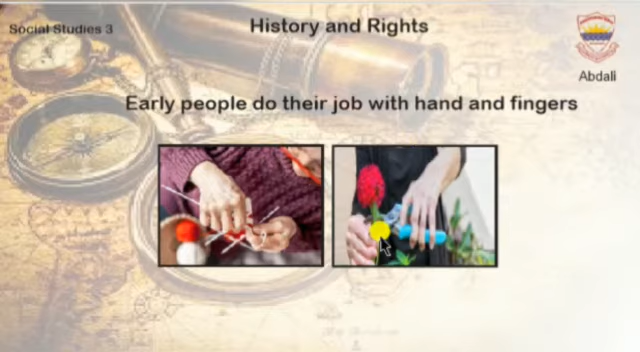 Social Studies 3
History and Rights
Abdali
Early people do their job with hand and fingers